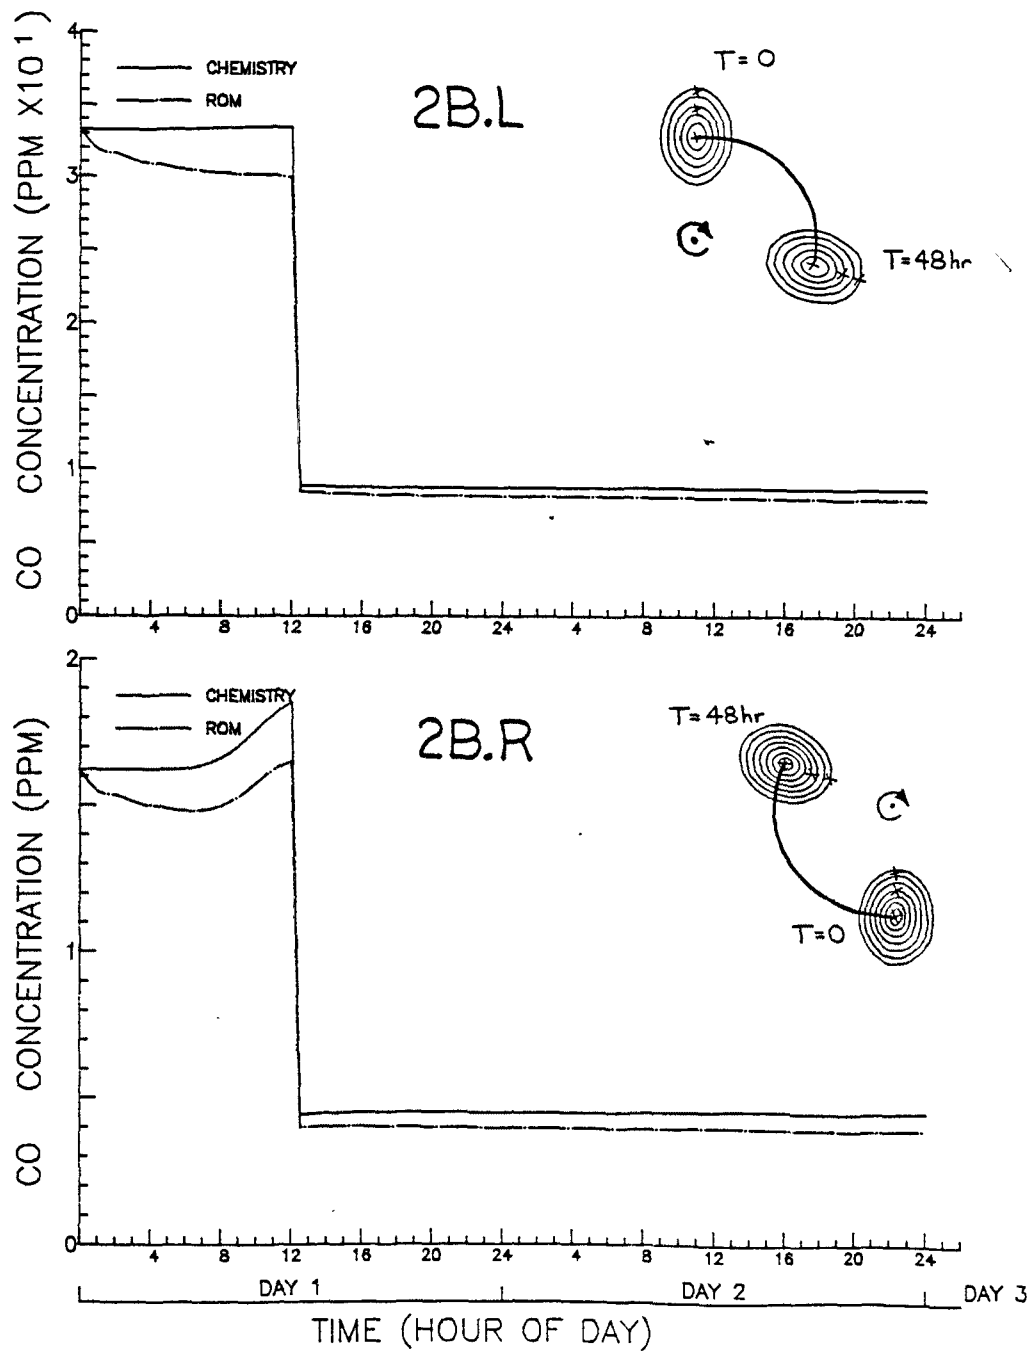 CO CONCENTRATION (PPM X10¹)
4
3
2
1
0
CHEMISTRY
ROM
2B.L
T=0
T=48hr
4 8 12 16 20 24 4 8 12 16 20 24
CO CONCENTRATION (PPM)
2
1
0
CHEMISTRY
ROM
2B.R
T=48hr
T=0
4 8 12 16 20 24 4 8 12 16 20 24
DAY 1 DAY 2 DAY 3
TIME (HOUR OF DAY)